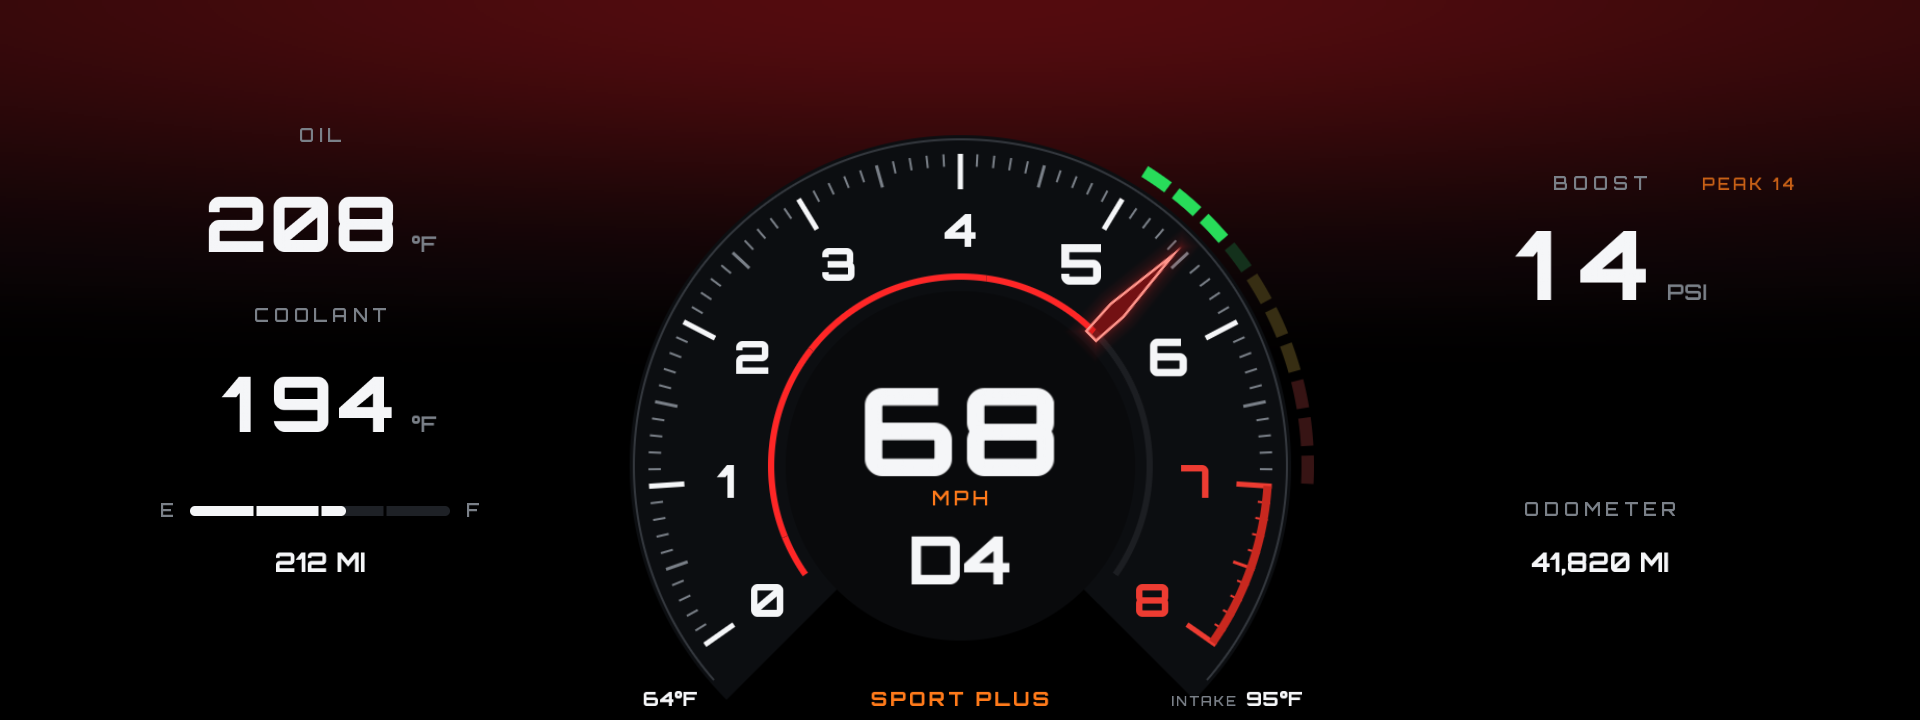 OIL
208 °F
COOLANT
194 °F
E F
212 MI
0
1
2
3
4
5
6
7
8
68
MPH
D4
64°F
SPORT PLUS
INTAKE 95°F
BOOST PEAK 14
14 PSI
ODOMETER
41,820 MI